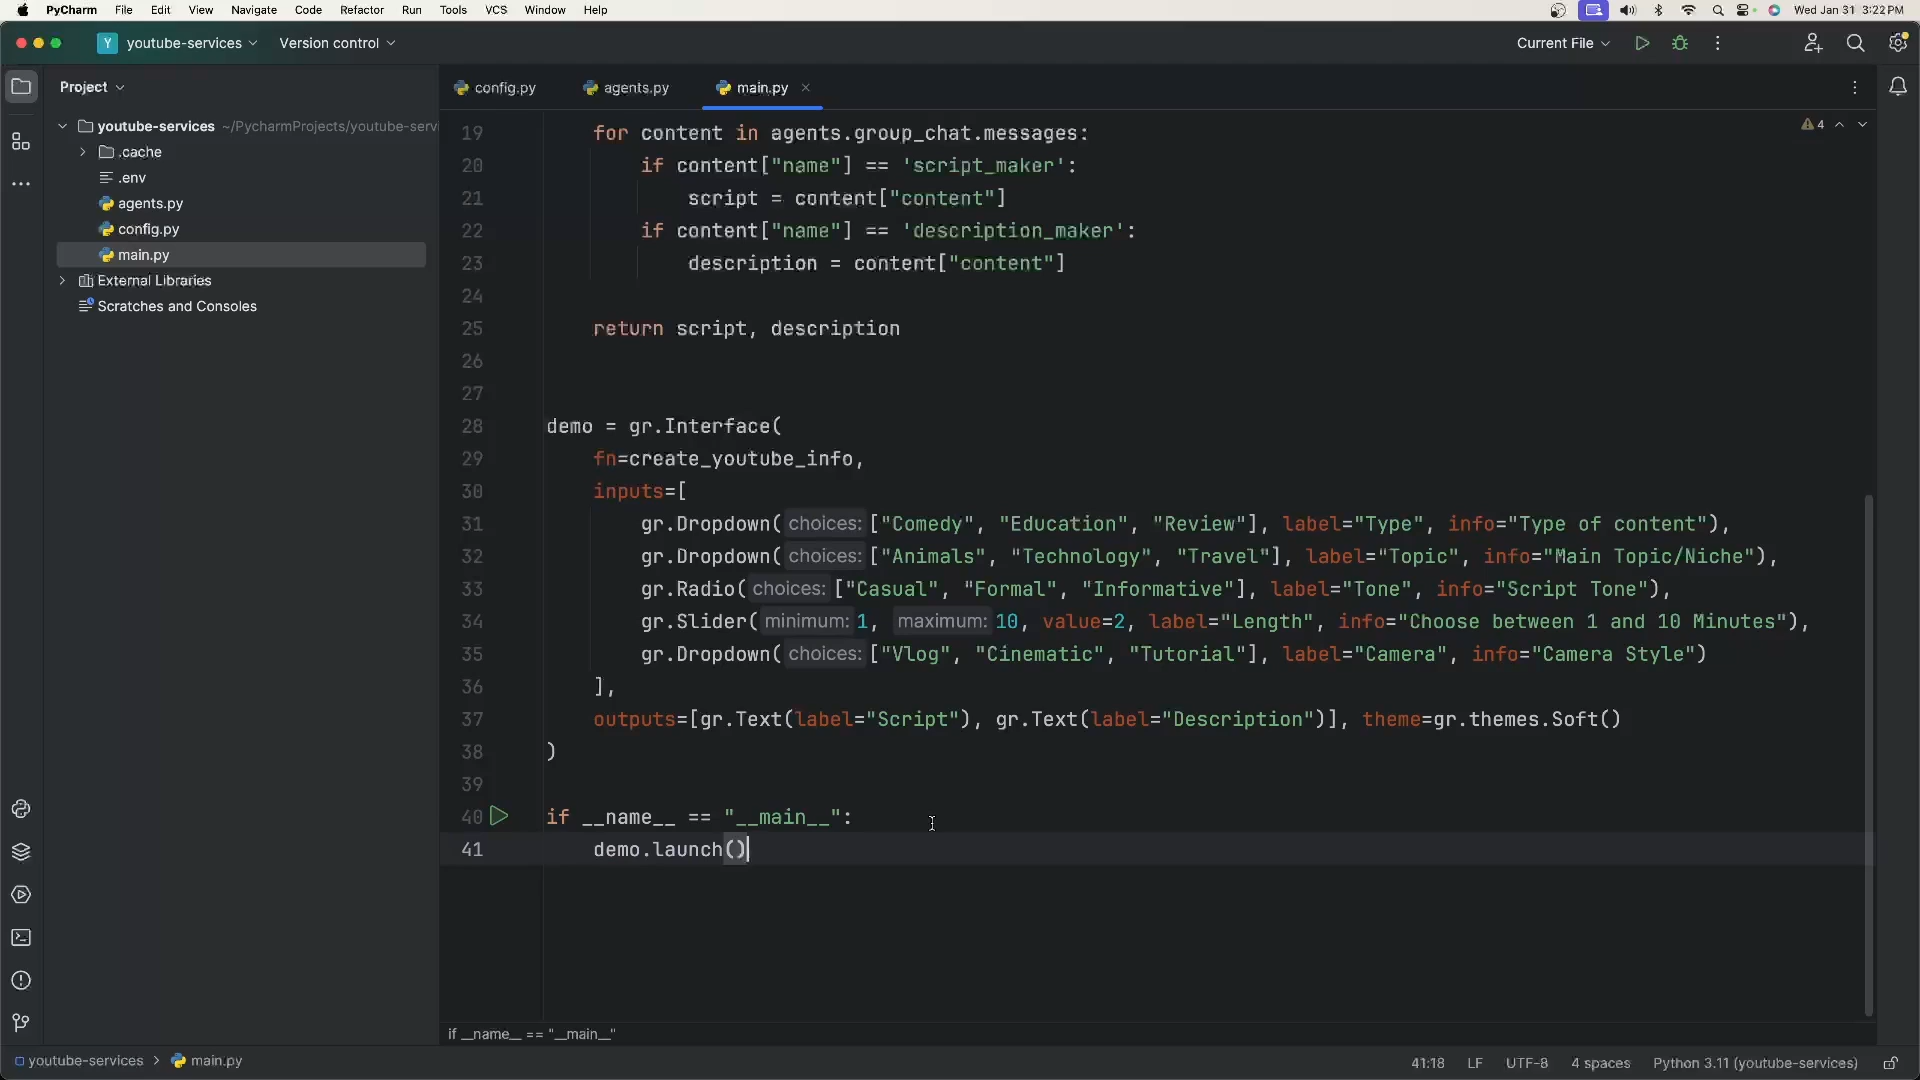 PyCharm File Edit View Navigate Code Refactor Run Tools VCS Window Help Wed Jan 31 3:22 PM
Y youtube-services Version control Current File
Project
config.py agents.py main.py
youtube-services ~/PycharmProjects/youtube-servi
.cache
.env
agents.py
config.py
main.py
External Libraries
Scratches and Consoles
4
19 for content in agents.group_chat.messages:
20 if content["name"] == 'script_maker':
21 script = content["content"]
22 if content["name"] == 'description_maker':
23 description = content["content"]
24
25 return script, description
26
27
28 demo = gr.Interface(
29 fn=create_youtube_info,
30 inputs=[
31 gr.Dropdown( choices: ["Comedy", "Education", "Review"], label="Type", info="Type of content"),
32 gr.Dropdown( choices: ["Animals", "Technology", "Travel"], label="Topic", info="Main Topic/Niche"),
33 gr.Radio( choices: ["Casual", "Formal", "Informative"], label="Tone", info="Script Tone"),
34 gr.Slider( minimum: 1, maximum: 10, value=2, label="Length", info="Choose between 1 and 10 Minutes"),
35 gr.Dropdown( choices: ["Vlog", "Cinematic", "Tutorial"], label="Camera", info="Camera Style")
36 ],
37 outputs=[gr.Text(label="Script"), gr.Text(label="Description")], theme=gr.themes.Soft()
38 )
39
40 if __name__ == "__main__":
41 demo.launch()
if __name__ == "__main__"
youtube-services > main.py 41:18 LF UTF-8 4 spaces Python 3.11 (youtube-services)